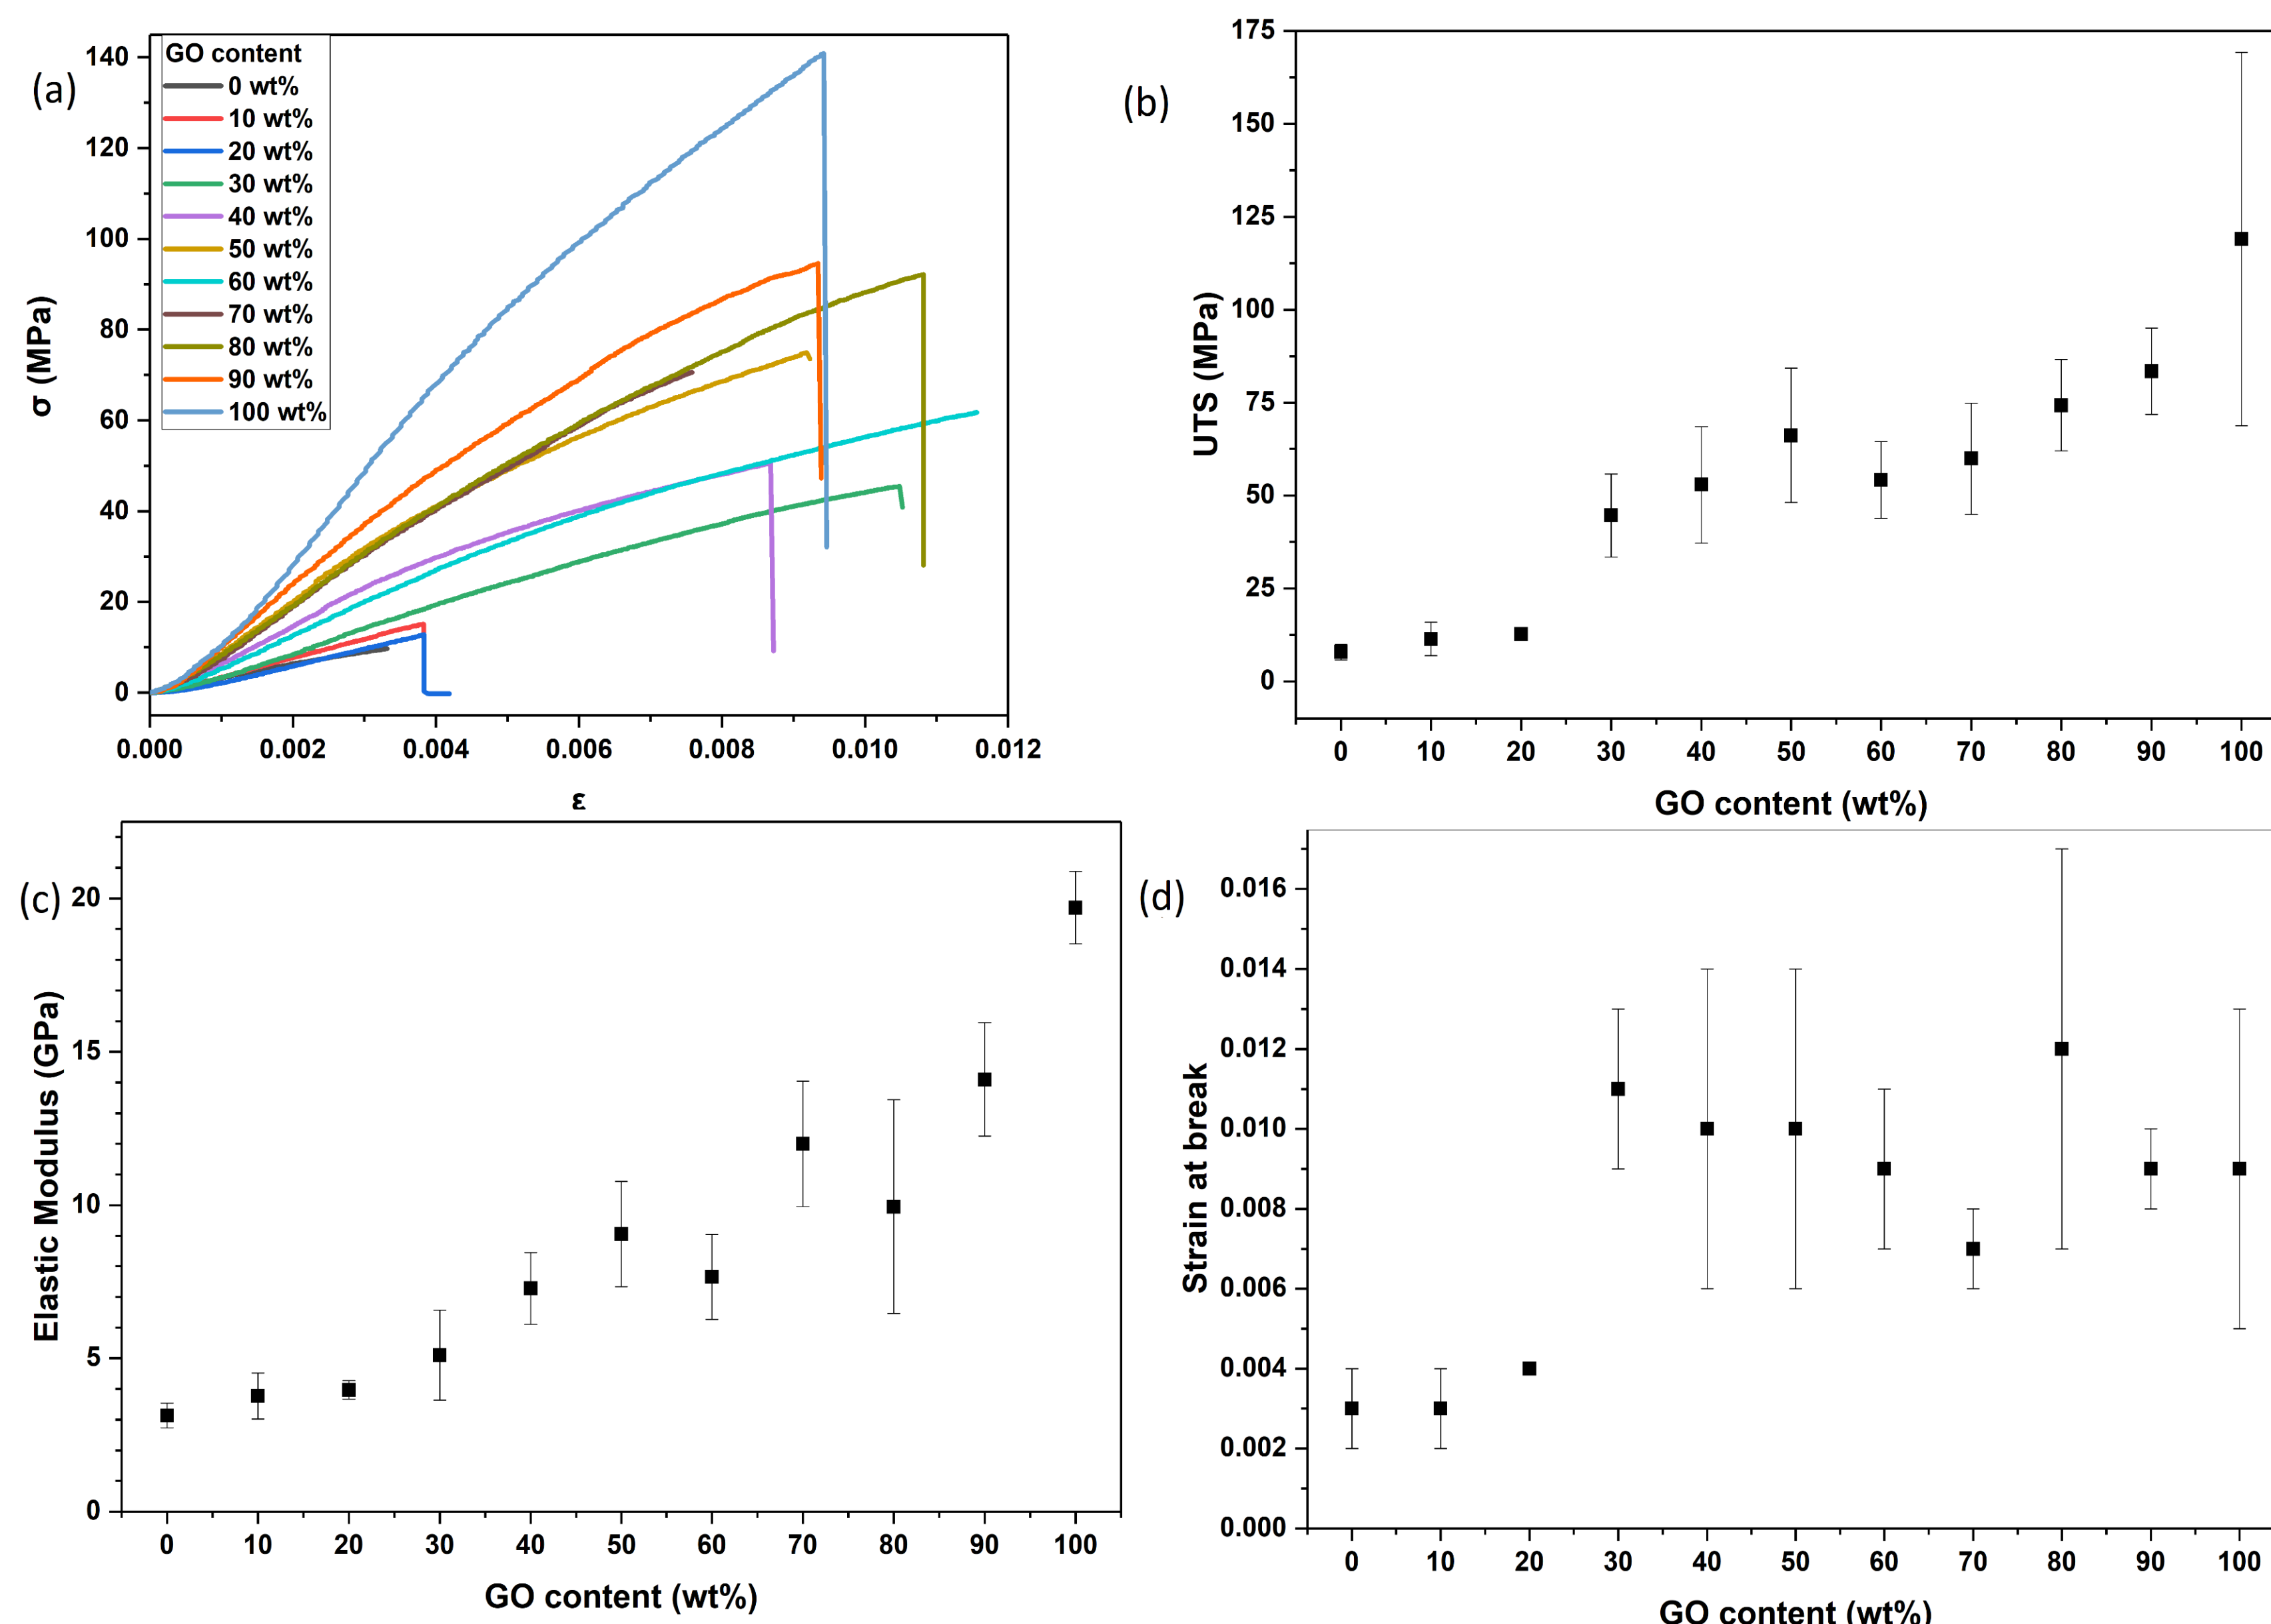 (a)
σ (MPa)
140
120
100
80
60
40
20
0
GO content
0 wt%
10 wt%
20 wt%
30 wt%
40 wt%
50 wt%
60 wt%
70 wt%
80 wt%
90 wt%
100 wt%
0.000 0.002 0.004 0.006 0.008 0.010 0.012
ε
(b)
UTS (MPa)
175
150
125
100
75
50
25
0
0 10 20 30 40 50 60 70 80 90 100
GO content (wt%)
(c)
Elastic Modulus (GPa)
20
15
10
5
0
0 10 20 30 40 50 60 70 80 90 100
GO content (wt%)
(d)
Strain at break
0.016
0.014
0.012
0.010
0.008
0.006
0.004
0.002
0.000
0 10 20 30 40 50 60 70 80 90 100
GO content (wt%)